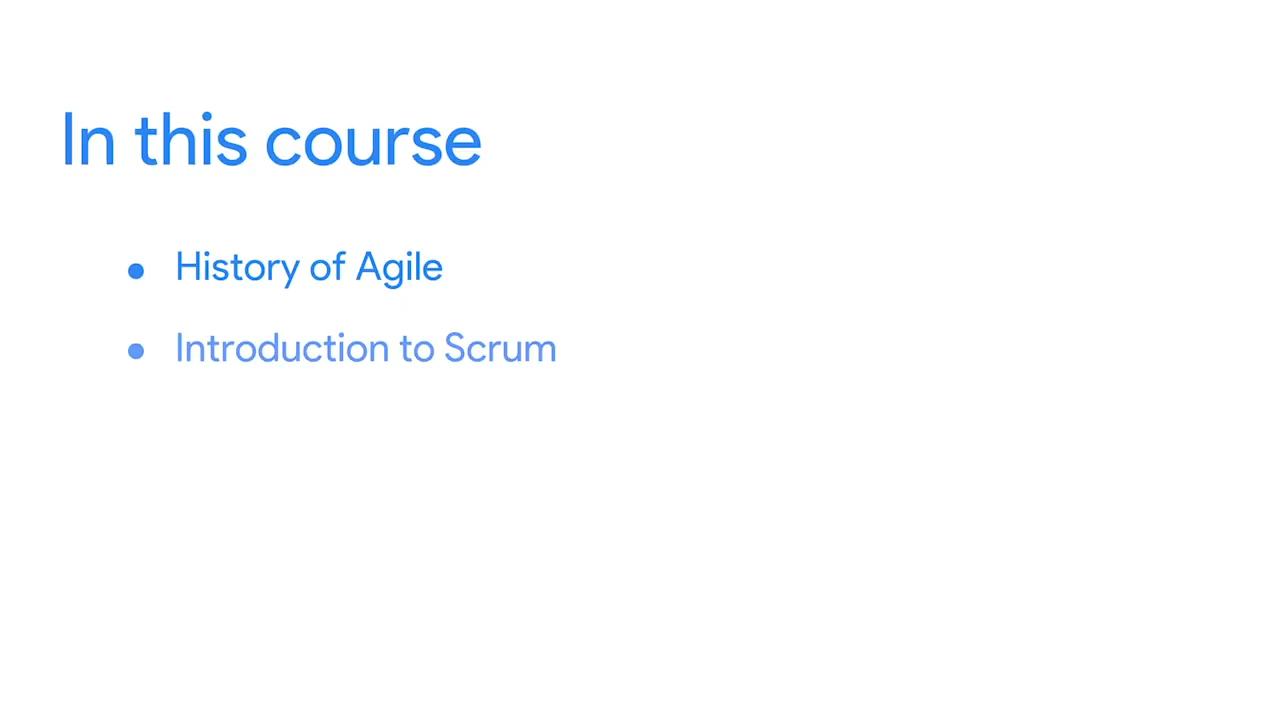 In this course
• History of Agile
• Introduction to Scrum